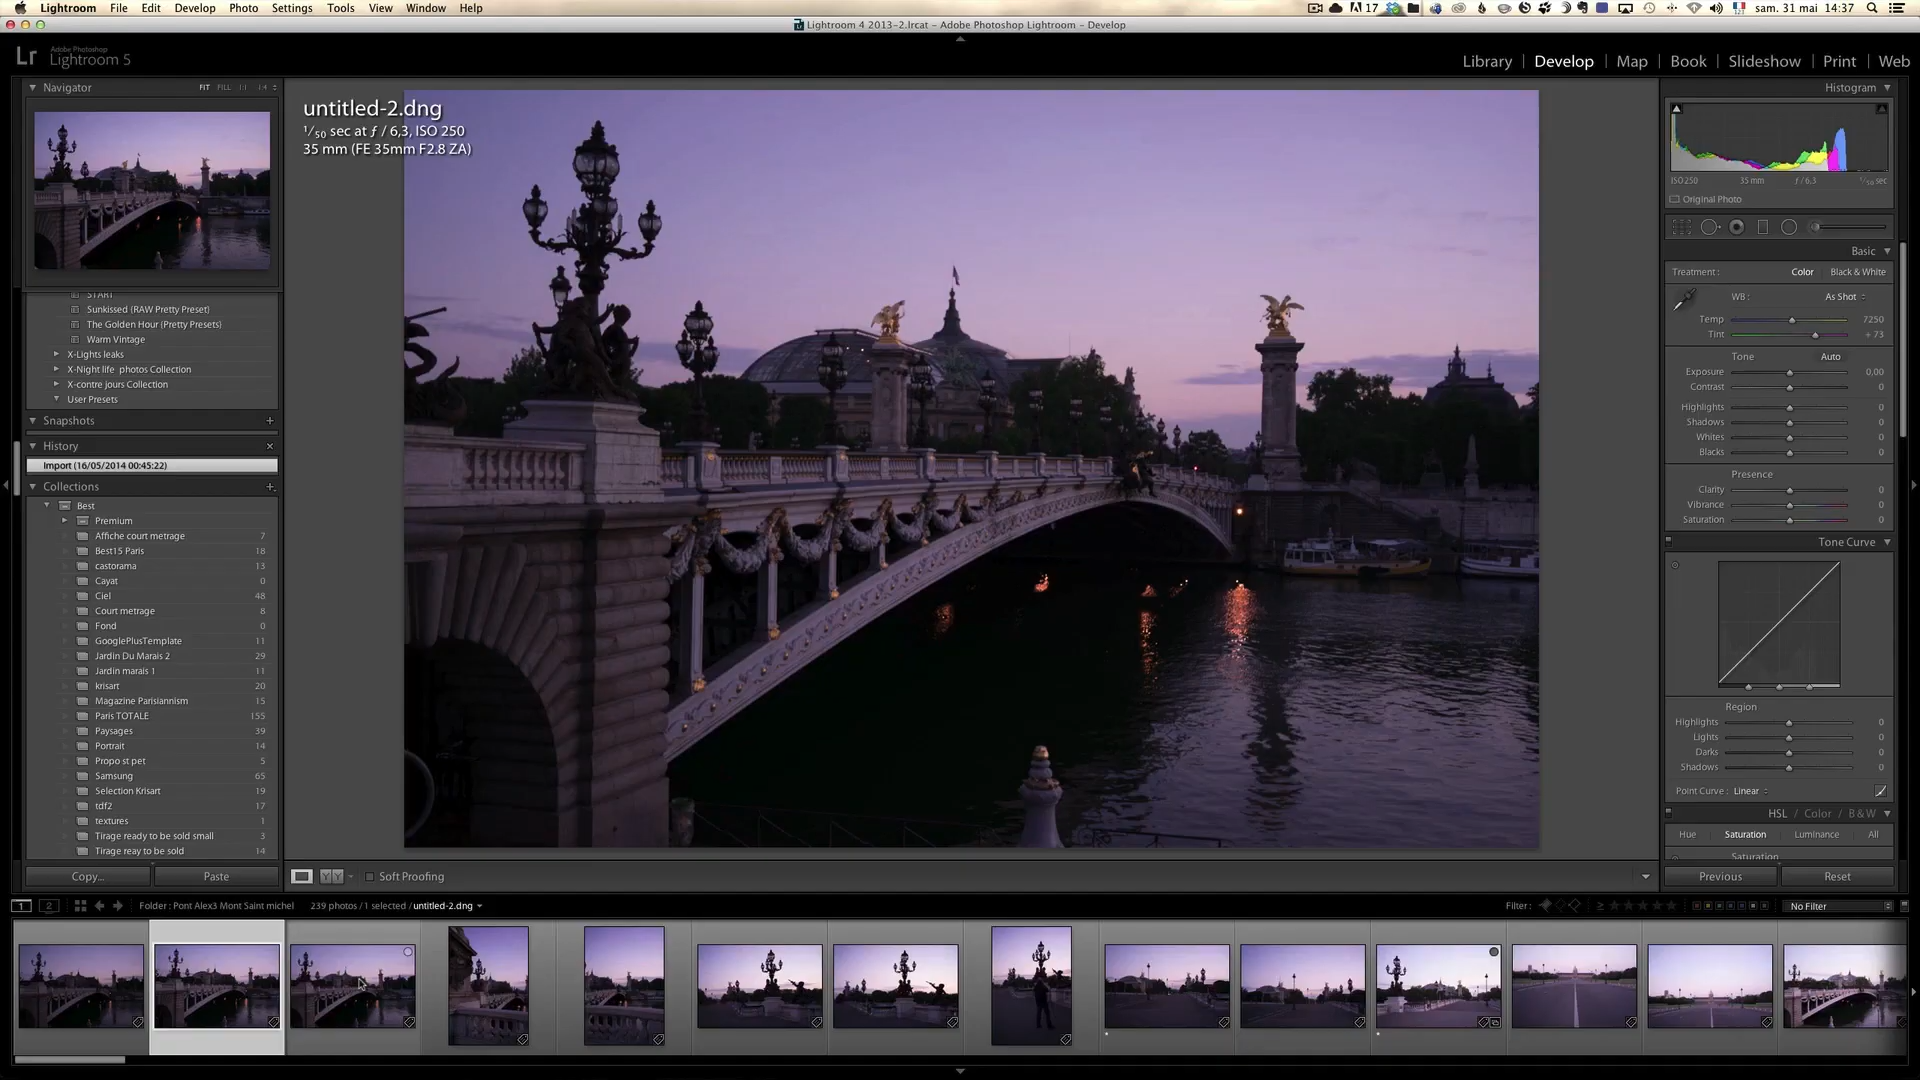 Lightroom File Edit Develop Photo Settings Tools View Window Help 17 sam. 31 mai 14:37
Lightroom 4 2013-2.lrcat – Adobe Photoshop Lightroom – Develop
Lr Adobe Photoshop
Lightroom 5
Library Develop Map Book Slideshow Print Web
Navigator FIT FILL 1:1
START
Sunkissed (RAW Pretty Preset)
The Golden Hour (Pretty Presets)
Warm Vintage
X-Lights leaks
X-Night life photos Collection
X-contre jours Collection
User Presets
Snapshots
History
Import (16/05/2014 00:45:22)
Collections
Best
Premium
Affiche court metrage 7
Best15 Paris 18
castorama 13
Cayat 0
Ciel 48
Court metrage 8
Fond 0
GooglePlusTemplate 11
Jardin Du Marais 2 29
Jardin marais 1 11
krisart 20
Magazine Parisiannism 15
Paris TOTALE 155
Paysages 39
Portrait 14
Propo st pet 5
Samsung 65
Selection Krisart 19
tdf2 17
textures 1
Tirage ready to be sold small 3
Tirage reay to be sold 14
Copy... Paste
untitled-2.dng
1/50 sec at ƒ / 6,3, ISO 250
35 mm (FE 35mm F2.8 ZA)
Soft Proofing
Histogram
ISO 250 35 mm ƒ / 6,3 1/50 sec
Original Photo
Basic
Treatment : Color Black & White
WB : As Shot
Temp 7250
Tint + 73
Tone Auto
Exposure 0,00
Contrast 0
Highlights 0
Shadows 0
Whites 0
Blacks 0
Presence
Clarity 0
Vibrance 0
Saturation 0
Tone Curve
Region
Highlights 0
Lights 0
Darks 0
Shadows 0
Point Curve : Linear
HSL / Color / B & W
Hue Saturation Luminance All
Saturation
Previous Reset
1 2 Folder : Pont Alex3 Mont Saint michel 239 photos / 1 selected / untitled-2.dng Filter : No Filter